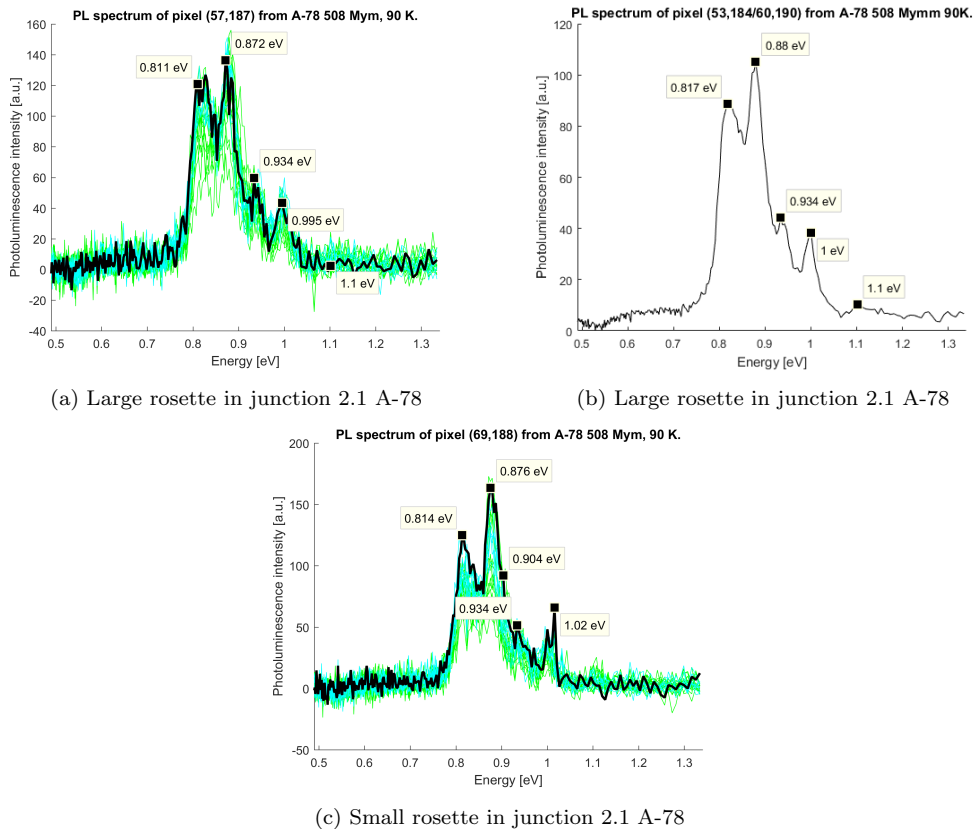 PL spectrum of pixel (57,187) from A-78 508 Mym, 90 K.
160
140
120
100
80
60
40
20
0
-20
-40
Photoluminescence intensity [a.u.]
0.811 eV
0.872 eV
0.934 eV
0.995 eV
1.1 eV
0.5 0.6 0.7 0.8 0.9 1 1.1 1.2 1.3
Energy [eV]
(a) Large rosette in junction 2.1 A-78
PL spectrum of pixel (53,184/60,190) from A-78 508 Mymm 90K.
120
100
80
60
40
20
0
Photoluminescence intensity [a.u.]
0.817 eV
0.88 eV
0.934 eV
1 eV
1.1 eV
0.5 0.6 0.7 0.8 0.9 1 1.1 1.2 1.3
Energy [eV]
(b) Large rosette in junction 2.1 A-78
PL spectrum of pixel (69,188) from A-78 508 Mym, 90 K.
200
150
100
50
0
-50
Photoluminescence intensity [a.u.]
0.814 eV
0.876 eV
0.904 eV
0.934 eV
1.02 eV
0.5 0.6 0.7 0.8 0.9 1 1.1 1.2 1.3
Energy [eV]
(c) Small rosette in junction 2.1 A-78